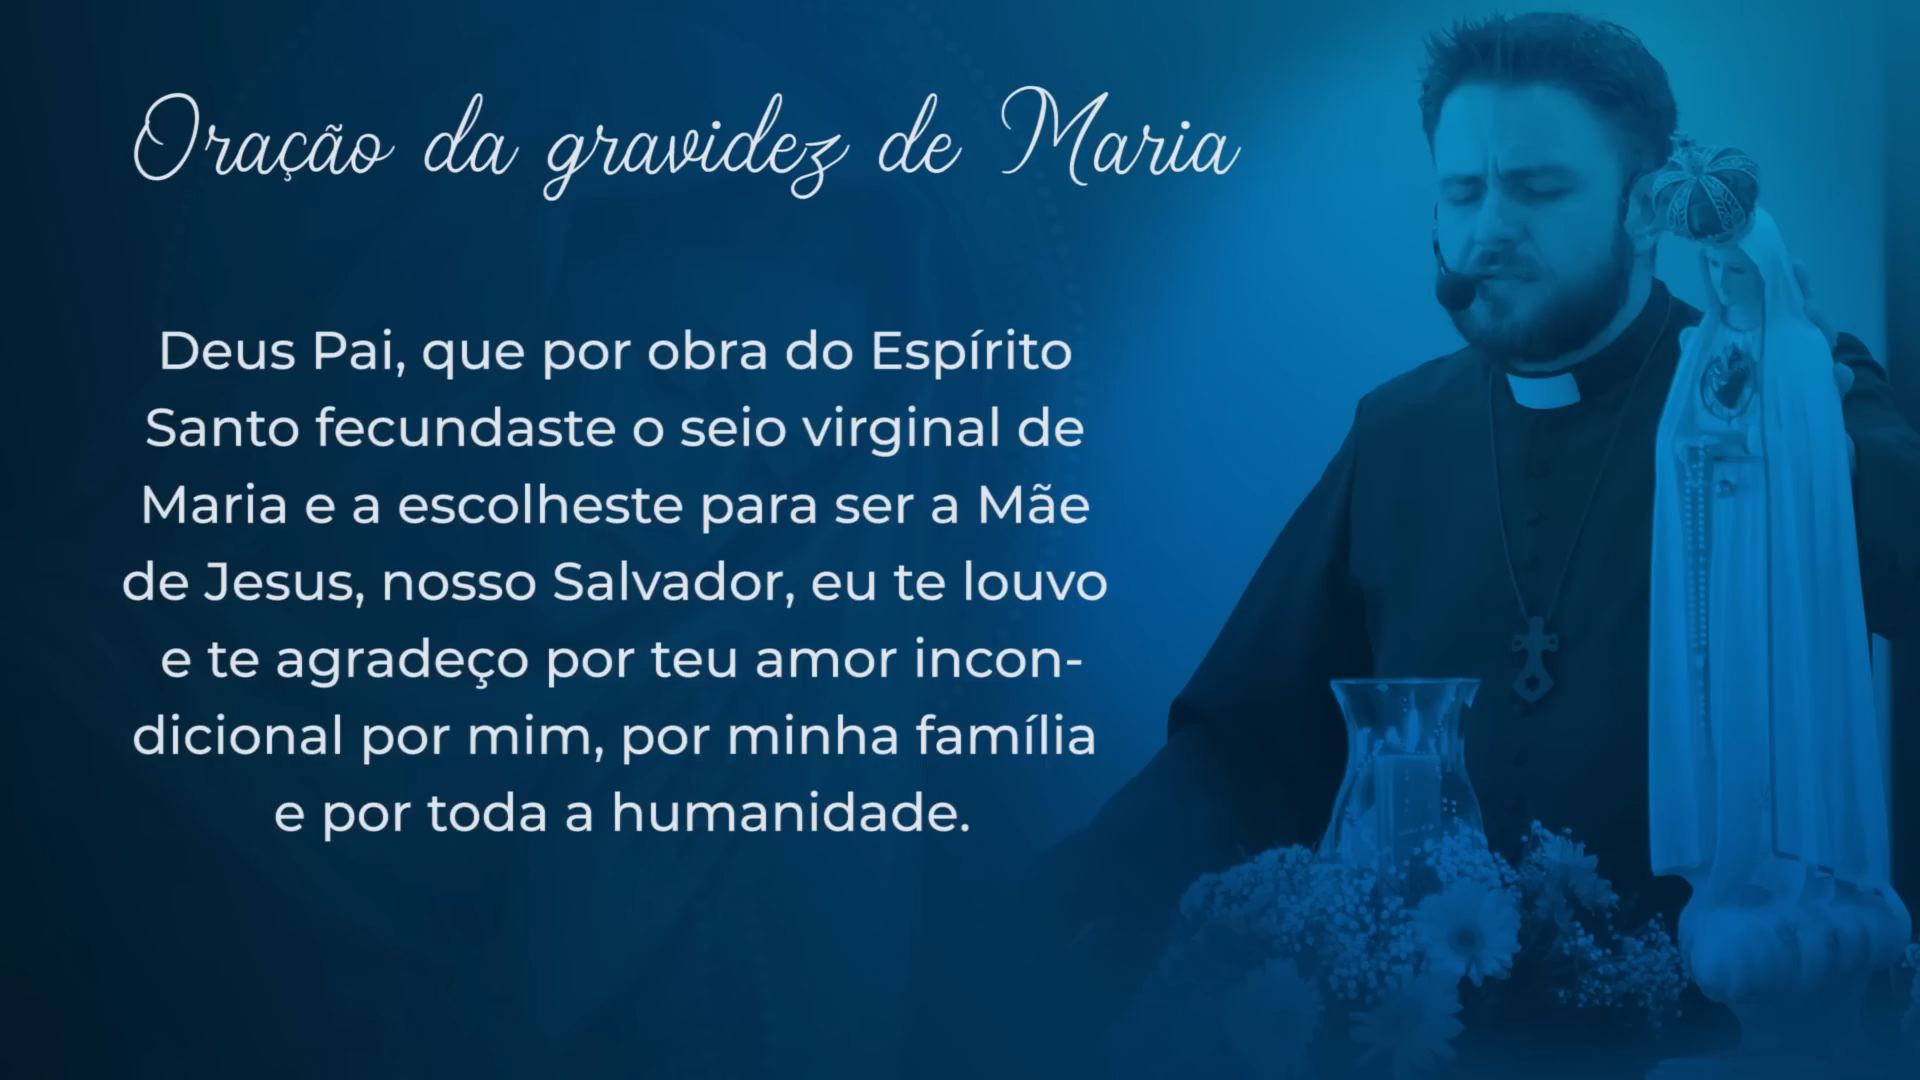 Oração da gravidez de Maria
Deus Pai, que por obra do Espírito
Santo fecundaste o seio virginal de
Maria e a escolheste para ser a Mãe
de Jesus, nosso Salvador, eu te louvo
e te agradeço por teu amor incon-
dicional por mim, por minha família
e por toda a humanidade.